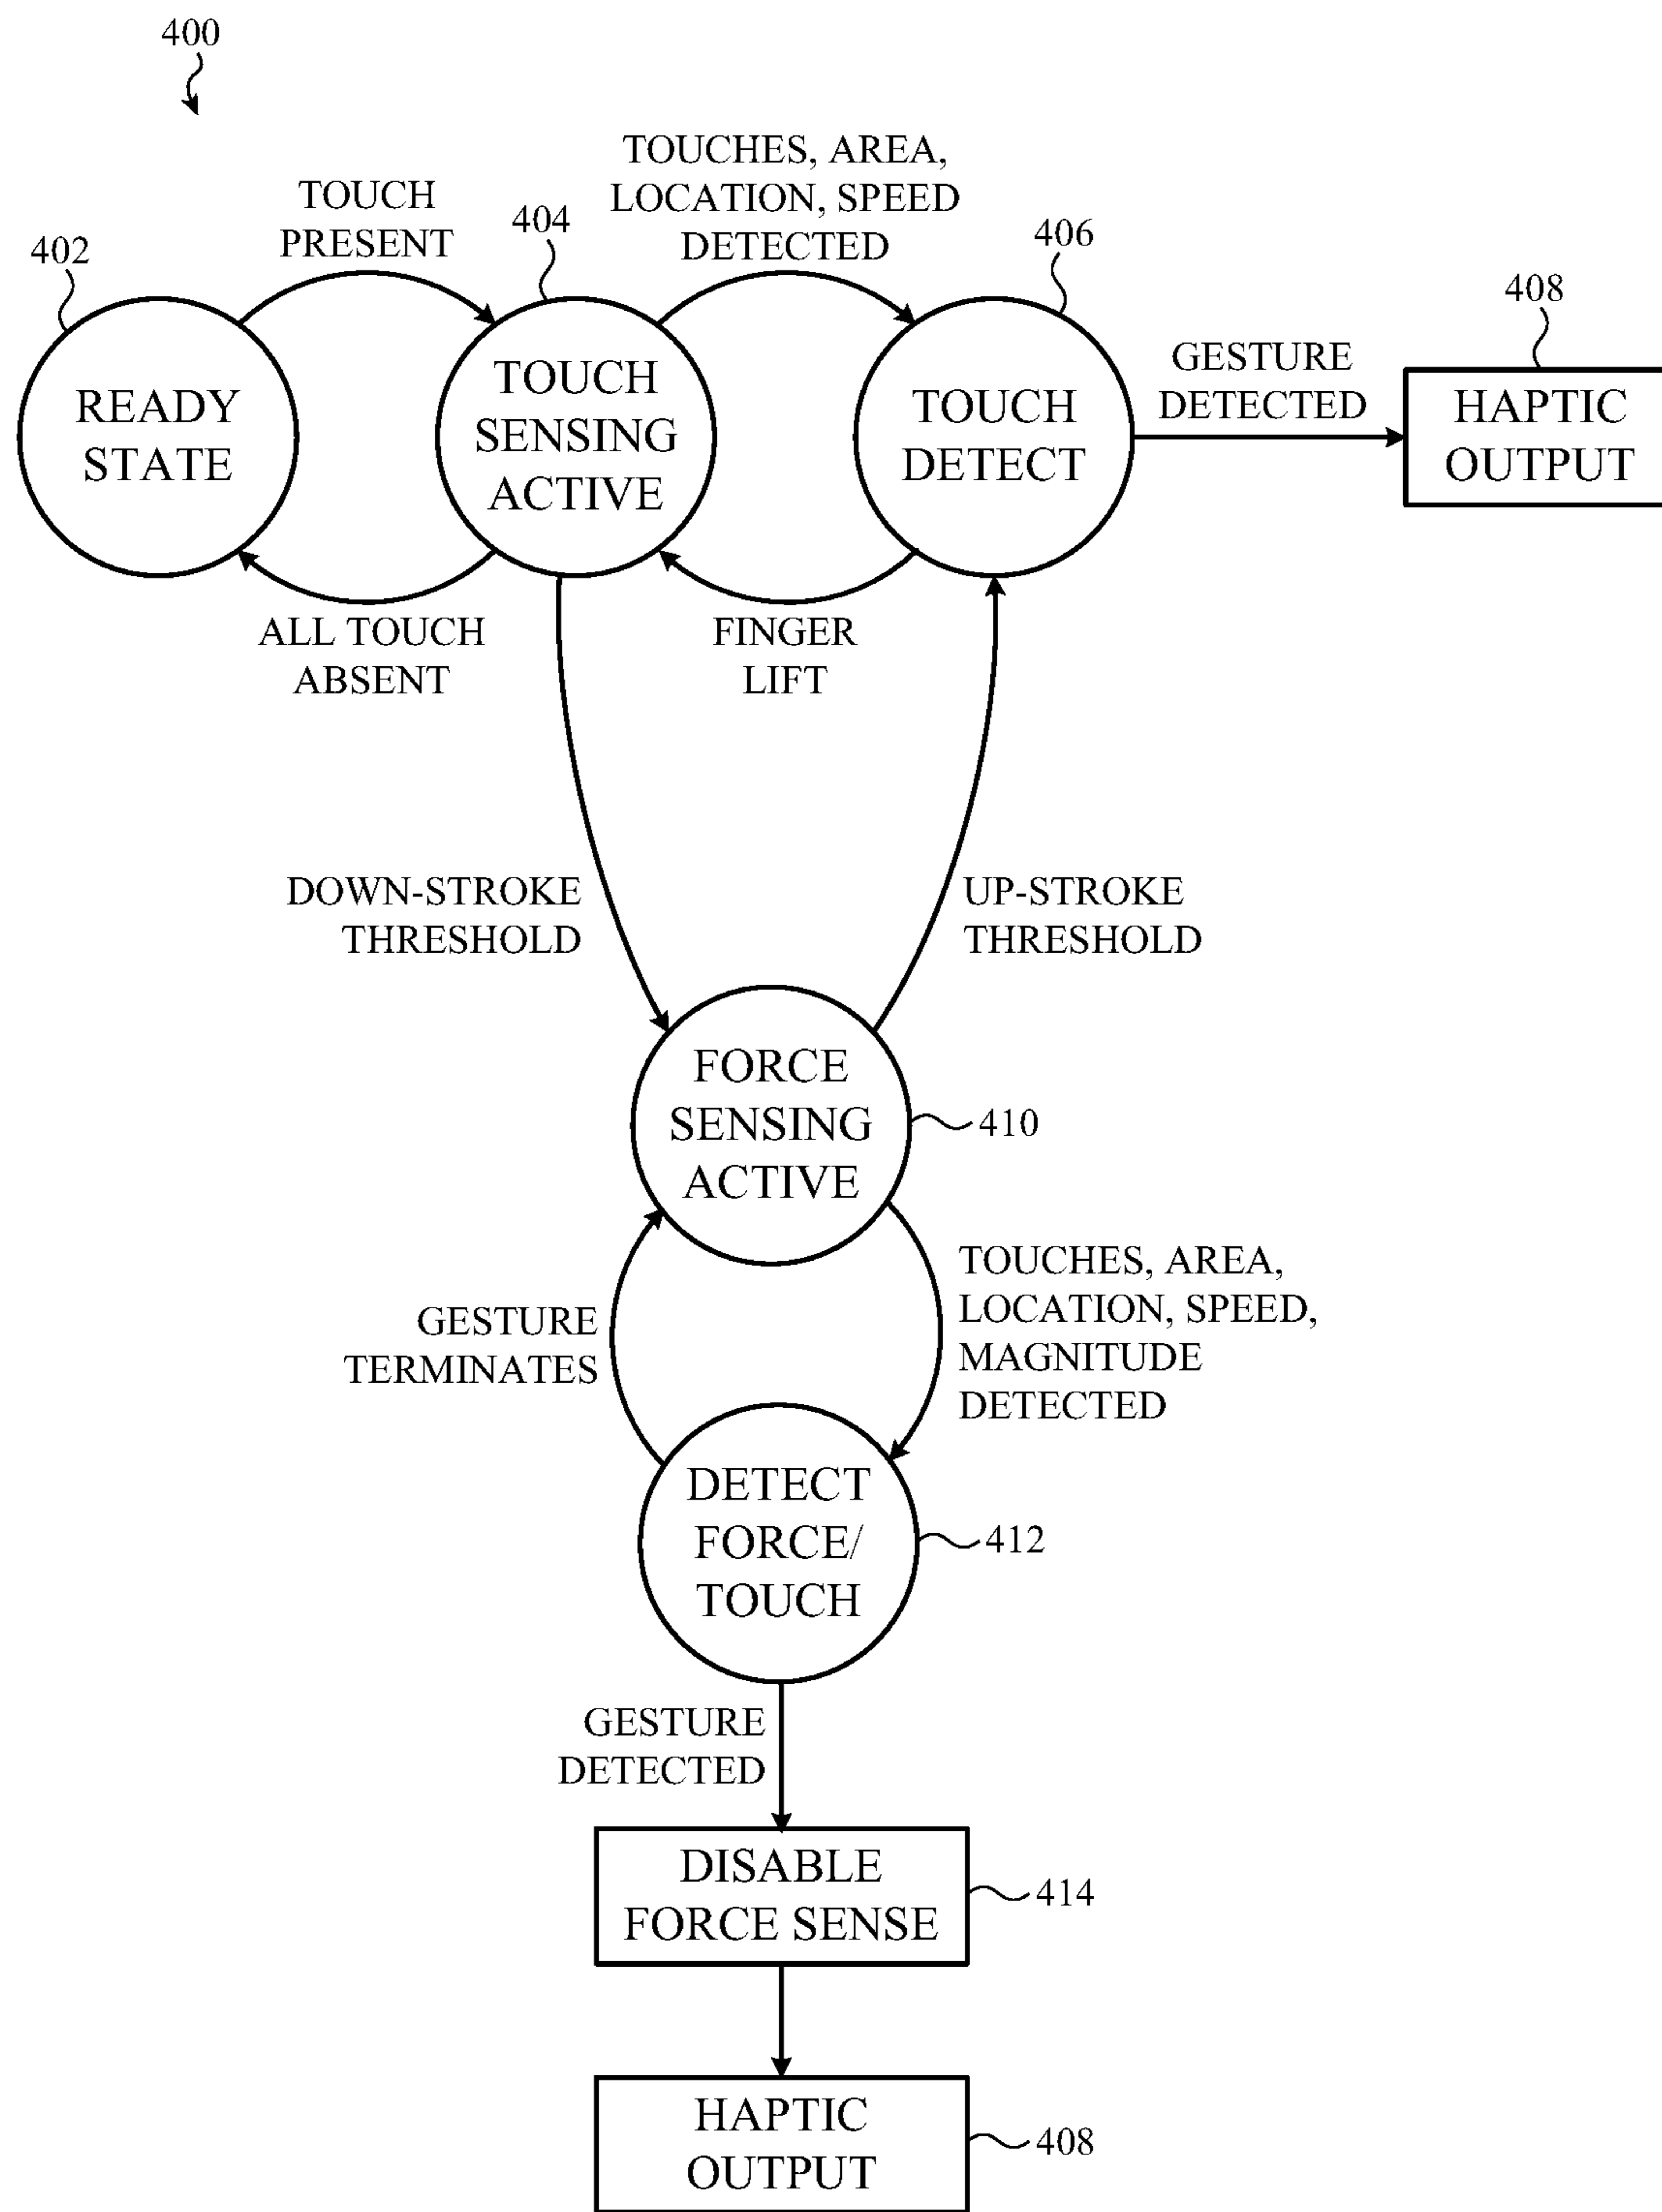 400
TOUCHES, AREA,
LOCATION, SPEED
DETECTED
TOUCH
PRESENT
402
404
406
408
READY
STATE
TOUCH
SENSING
ACTIVE
TOUCH
DETECT
GESTURE
DETECTED
HAPTIC
OUTPUT
ALL TOUCH
ABSENT
FINGER
LIFT
DOWN-STROKE
THRESHOLD
UP-STROKE
THRESHOLD
FORCE
SENSING
ACTIVE
410
GESTURE
TERMINATES
TOUCHES, AREA,
LOCATION, SPEED,
MAGNITUDE
DETECTED
DETECT
FORCE/
TOUCH
412
GESTURE
DETECTED
DISABLE
FORCE SENSE
414
HAPTIC
OUTPUT
408